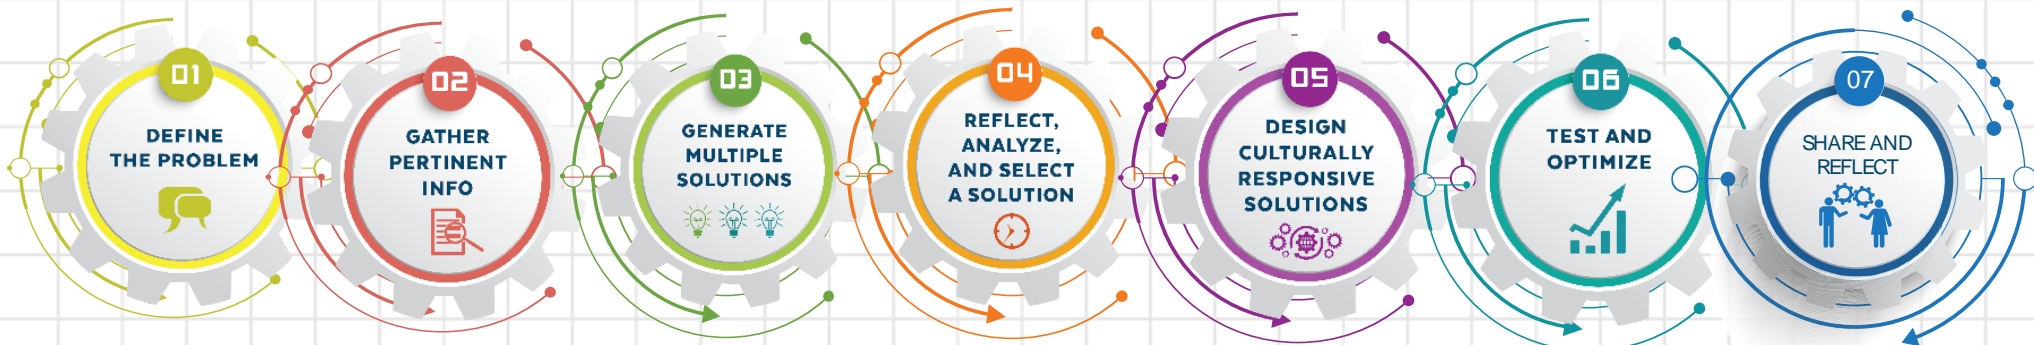 01
DEFINE
THE PROBLEM
02
GATHER
PERTINENT
INFO
03
GENERATE
MULTIPLE
SOLUTIONS
04
REFLECT,
ANALYZE,
AND SELECT
A SOLUTION
05
DESIGN
CULTURALLY
RESPONSIVE
SOLUTIONS
06
TEST AND
OPTIMIZE
07
SHARE AND
REFLECT